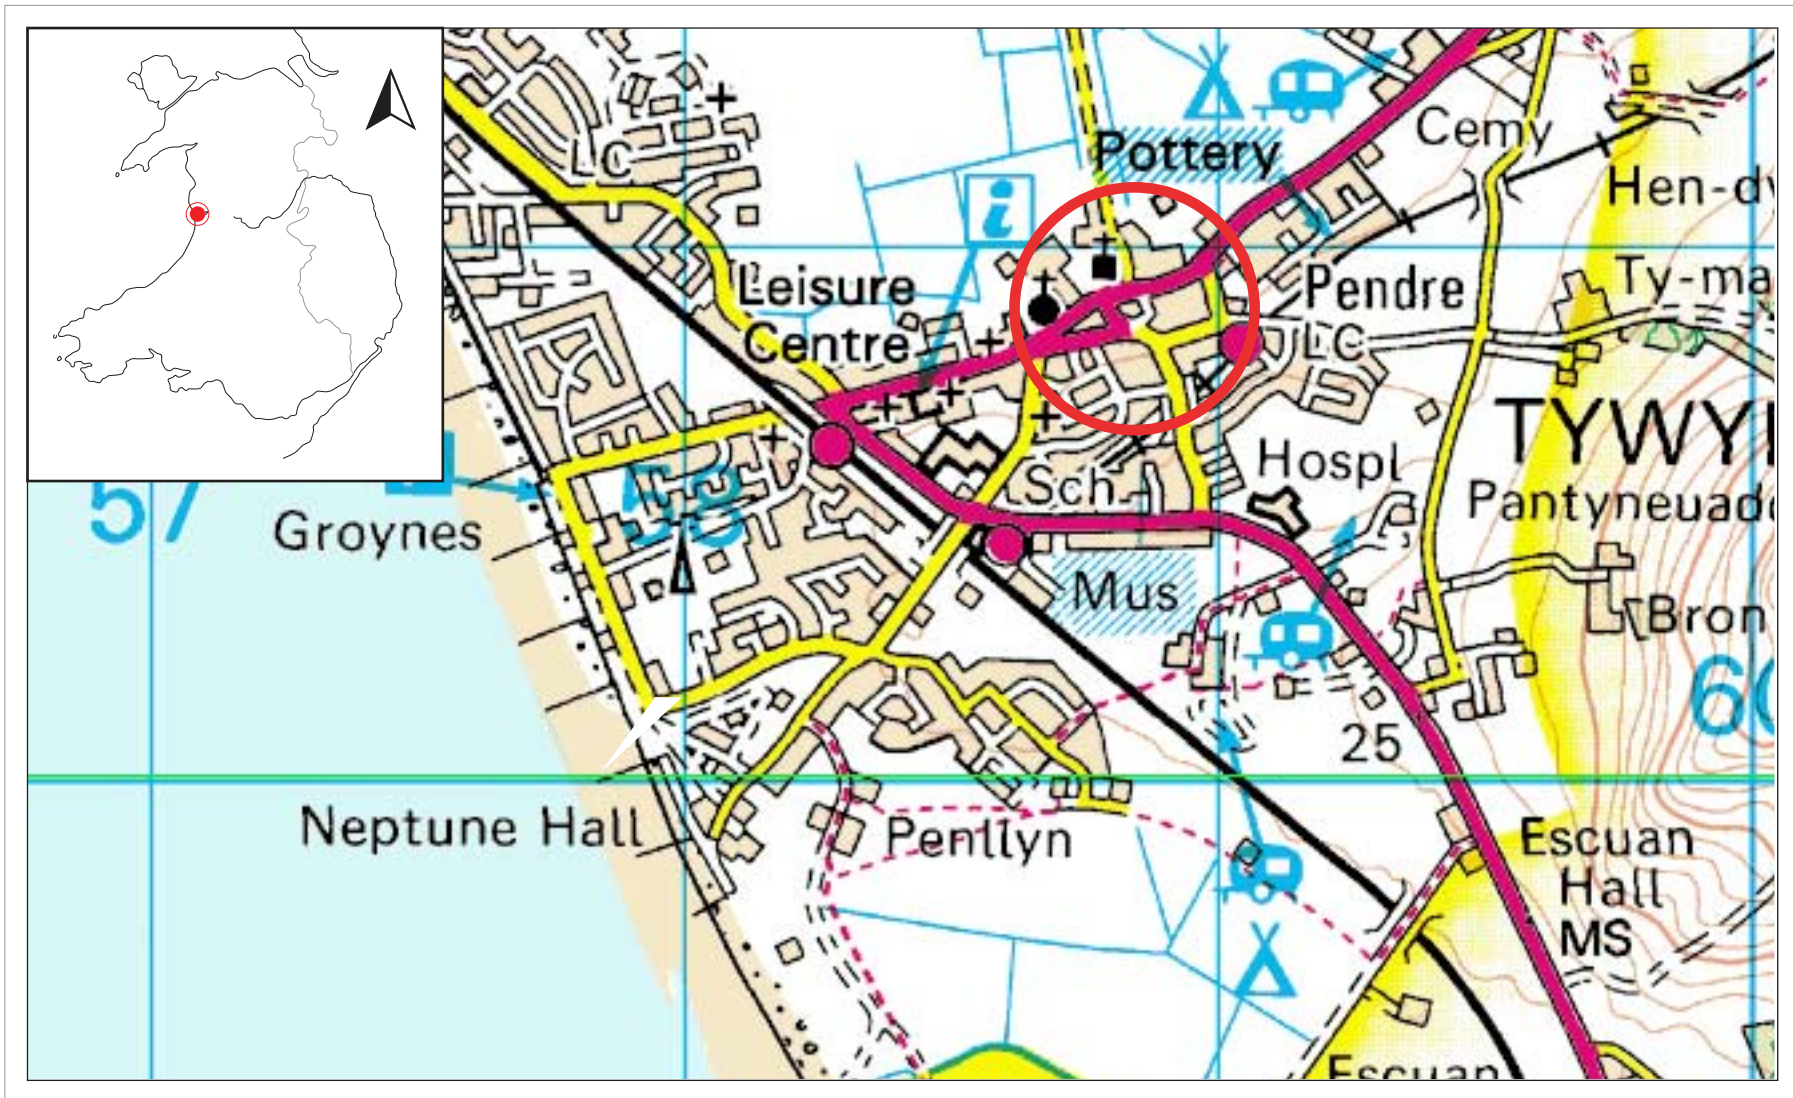 LC
Pottery
Cemy
Hen-d
i
Leisure
Centre
Pendre
LC
Ty-ma
TYWY
Hospl
Sch
Pantyneuad
57
58
Groynes
Mus
Bron
60
25
Neptune Hall
Penllyn
Escuan
Hall
MS
Escuan